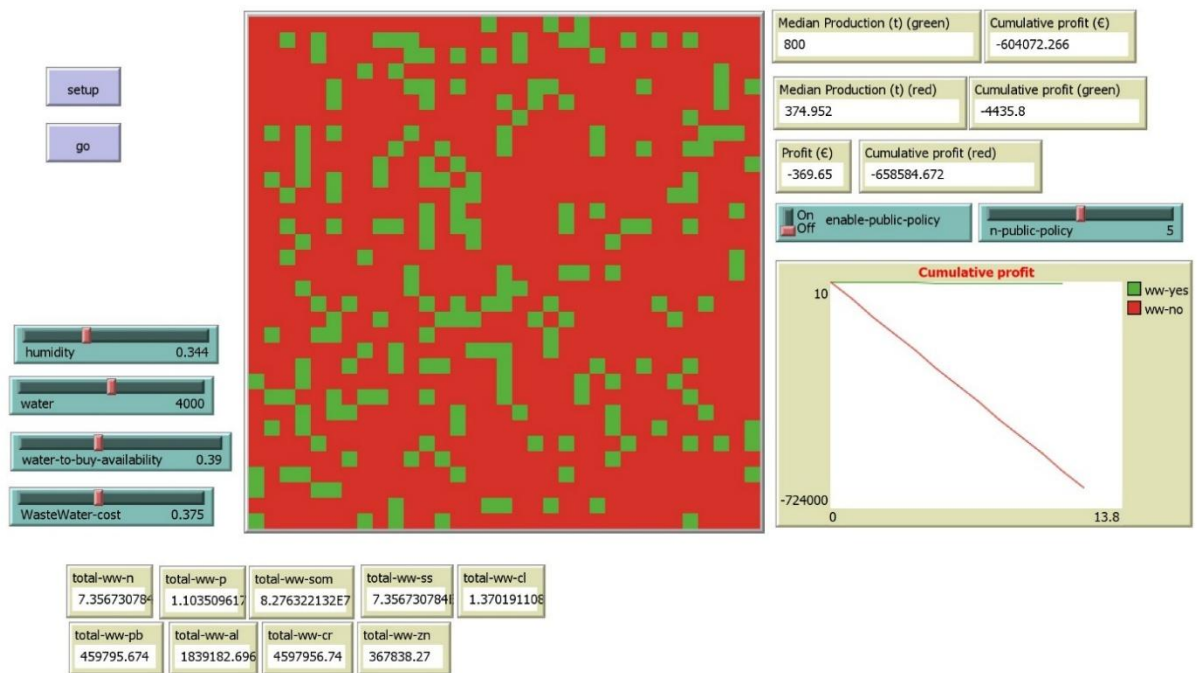 setup
go
humidity 0.344
water 4000
water-to-buy-availability 0.39
WasteWater-cost 0.375
Median Production (t) (green)
800
Cumulative profit (€)
-604072.266
Median Production (t) (red)
374.952
Cumulative profit (green)
-4435.8
Profit (€)
-369.65
Cumulative profit (red)
-658584.672
On
Off
enable-public-policy
n-public-policy 5
Cumulative profit
10
-724000
0
13.8
ww-yes
ww-no
total-ww-n
7.356730784
total-ww-p
1.103509617
total-ww-som
8.276322132E7
total-ww-ss
7.356730784E
total-ww-cl
1.370191108
total-ww-pb
459795.674
total-ww-al
1839182.696
total-ww-cr
4597956.74
total-ww-zn
367838.27